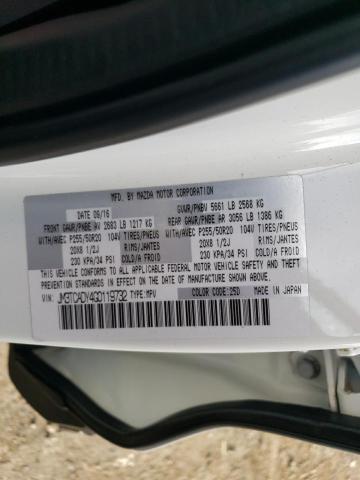 MFD. BY MAZDA MOTOR CORPORATION
DATE 09/16 GVWR/PNBV 5661 LB 2568 KG
FRONT GAWR/PNBE AV 2683 LB 1217 KG REAR GAWR/PNBE AR 3056 LB 1386 KG
WITH/AVEC P255/50R20 104V TIRES/PNEUS WITH/AVEC P255/50R20 104V TIRES/PNEUS
20X8 1/2J RIMS/JANTES 20X8 1/2J RIMS/JANTES
230 KPA/34 PSI COLD/A FROID 230 KPA/34 PSI COLD/A FROID
THIS VEHICLE CONFORMS TO ALL APPLICABLE FEDERAL MOTOR VEHICLE
SAFETY, BUMPER, AND THEFT PREVENTION STANDARDS IN
EFFECT ON THE DATE OF MANUFACTURE SHOWN ABOVE.
VIN: JM3TCADY4G0119732 TYPE:MPV COLOR CODE:25D MADE IN JAPAN